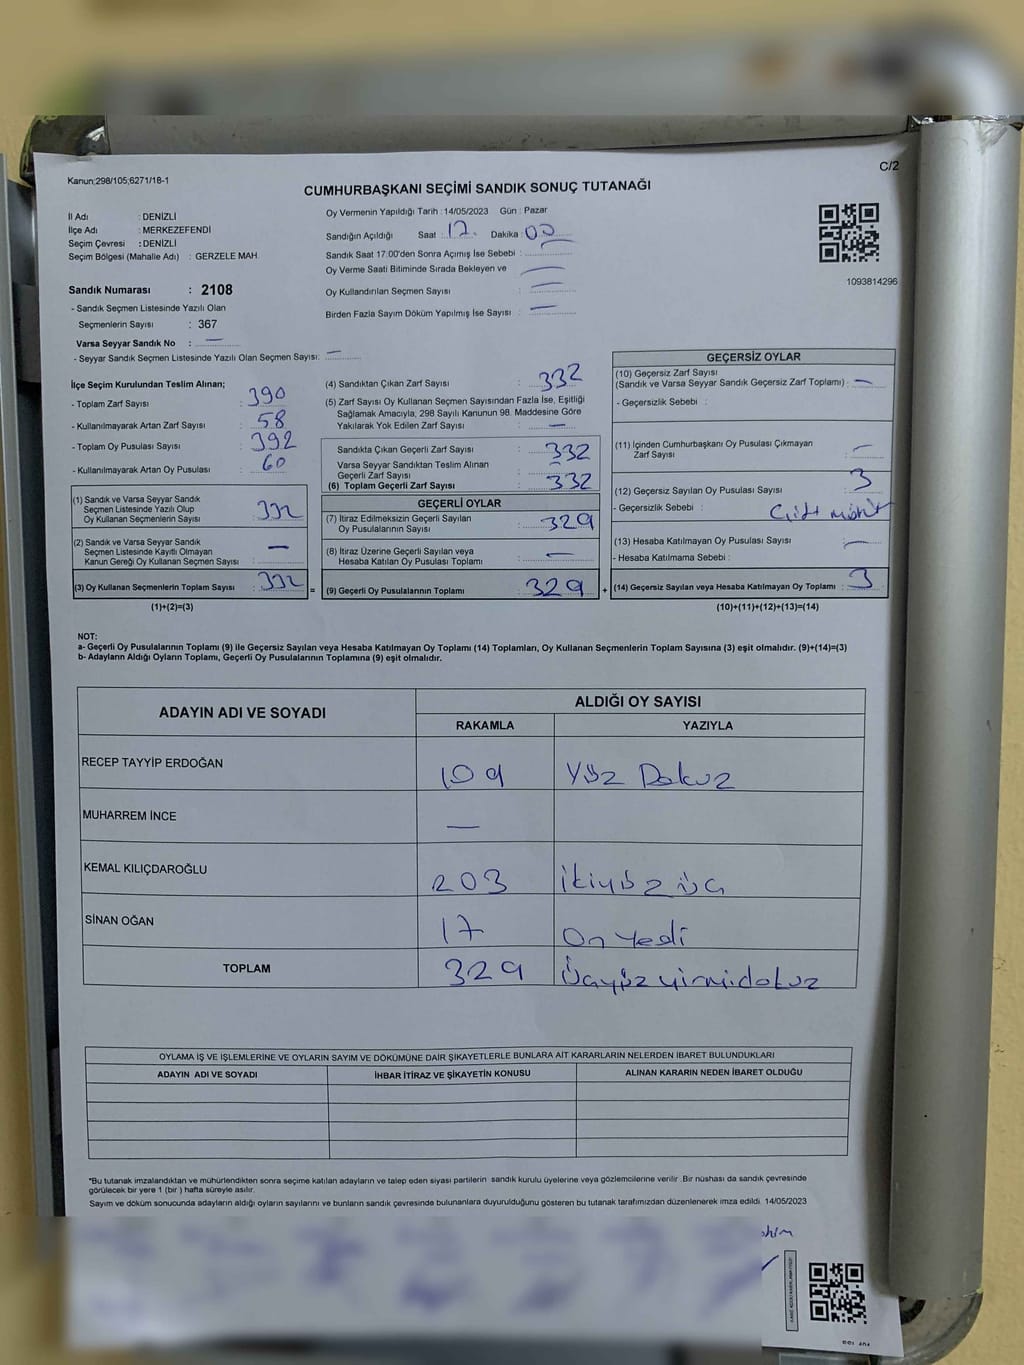 Kanun;298/105;6271/18-1
C/2
CUMHURBAŞKANI SEÇİMİ SANDIK SONUÇ TUTANAĞI
İl Adı : DENİZLİ
İlçe Adı : MERKEZEFENDİ
Seçim Çevresi : DENİZLİ
Seçim Bölgesi (Mahalle Adı) : GERZELE MAH.
Sandık Numarası : 2108
- Sandık Seçmen Listesinde Yazılı Olan
Seçmenlerin Sayısı : 367
Varsa Seyyar Sandık No : —
- Seyyar Sandık Seçmen Listesinde Yazılı Olan Seçmen Sayısı: —
Oy Vermenin Yapıldığı Tarih : 14/05/2023 Gün : Pazar
Sandığın Açıldığı Saat : 17. Dakika : 00
Sandık Saat 17:00'den Sonra Açımış İse Sebebi :
Oy Verme Saati Bitiminde Sırada Bekleyen ve —
Oy Kullandırılan Seçmen Sayısı : —
Birden Fazla Sayım Döküm Yapılmış İse Sayısı : —
1093814296
İlçe Seçim Kurulundan Teslim Alınan;
- Toplam Zarf Sayısı : 390
- Kullanılmayarak Artan Zarf Sayısı : 58
- Toplam Oy Pusulası Sayısı : 392
- Kullanılmayarak Artan Oy Pusulası : 60
(1) Sandık ve Varsa Seyyar Sandık
Seçmen Listesinde Yazılı Olup
Oy Kullanan Seçmenlerin Sayısı : 332
(2) Sandık ve Varsa Seyyar Sandık
Seçmen Listesinde Kayıtlı Olmayan
Kanun Gereği Oy Kullanan Seçmen Sayısı : —
(3) Oy Kullanan Seçmenlerin Toplam Sayısı : 332
(1)+(2)=(3)
(4) Sandıktan Çıkan Zarf Sayısı : 332
(5) Zarf Sayısı Oy Kullanan Seçmen Sayısından Fazla İse, Eşitliği
Sağlamak Amacıyla, 298 Sayılı Kanunun 98. Maddesine Göre
Yakılarak Yok Edilen Zarf Sayısı : —
Sandıkta Çıkan Geçerli Zarf Sayısı : 332
Varsa Seyyar Sandıktan Teslim Alınan
Geçerli Zarf Sayısı : —
(6) Toplam Geçerli Zarf Sayısı : 332
GEÇERLİ OYLAR
(7) İtiraz Edilmeksizin Geçerli Sayılan
Oy Pusulalarının Sayısı : 329
(8) İtiraz Üzerine Geçerli Sayılan veya
Hesaba Katılan Oy Pusulası Toplamı : —
= (9) Geçerli Oy Pusulalarının Toplamı : 329 +
GEÇERSİZ OYLAR
(10) Geçersiz Zarf Sayısı
(Sandık ve Varsa Seyyar Sandık Geçersiz Zarf Toplamı) : —
- Geçersizlik Sebebi :
(11) İçinden Cumhurbaşkanı Oy Pusulası Çıkmayan
Zarf Sayısı : —
(12) Geçersiz Sayılan Oy Pusulası Sayısı : 3
- Geçersizlik Sebebi : Çift mühür
(13) Hesaba Katılmayan Oy Pusulası Sayısı : —
- Hesaba Katılmama Sebebi :
(14) Geçersiz Sayılan veya Hesaba Katılmayan Oy Toplamı : 3
(10)+(11)+(12)+(13)=(14)
NOT:
a- Geçerli Oy Pusulalarının Toplamı (9) ile Geçersiz Sayılan veya Hesaba Katılmayan Oy Toplamı (14) Toplamları, Oy Kullanan Seçmenlerin Toplam Sayısına (3) eşit olmalıdır. (9)+(14)=(3)
b- Adayların Aldığı Oyların Toplamı, Geçerli Oy Pusulalarının Toplamına (9) eşit olmalıdır.
ADAYIN ADI VE SOYADI
ALDIĞI OY SAYISI
RAKAMLA YAZIYLA
RECEP TAYYİP ERDOĞAN 109 Yüz Dokuz
MUHARREM İNCE —
KEMAL KILIÇDAROĞLU 203 İkiyüz üç
SİNAN OĞAN 17 On Yedi
TOPLAM 329 Üçyüz yirmidokuz
OYLAMA İŞ VE İŞLEMLERİNE VE OYLARIN SAYIM VE DÖKÜMÜNE DAİR ŞİKAYETLERLE BUNLARA AİT KARARLARIN NELERDEN İBARET BULUNDUKLARI
ADAYIN ADI VE SOYADI İHBAR İTİRAZ VE ŞİKAYETİN KONUSU ALINAN KARARIN NEDEN İBARET OLDUĞU
"Bu tutanak imzalandıktan ve mühürlendikten sonra seçime katılan adayların ve talep eden siyasi partilerin sandık kurulu üyelerine veya gözlemcilerine verilir. Bir nüshası da sandık çevresinde
görülecek bir yere 1 (bir ) hafta süreyle asılır.
Sayım ve döküm sonucunda adayların aldığı oyların sayılarını ve bunların sandık çevresinde bulunanlara duyurulduğunu gösteren bu tutanak tarafımızdan düzenlenerek imza edildi. 14/05/2023